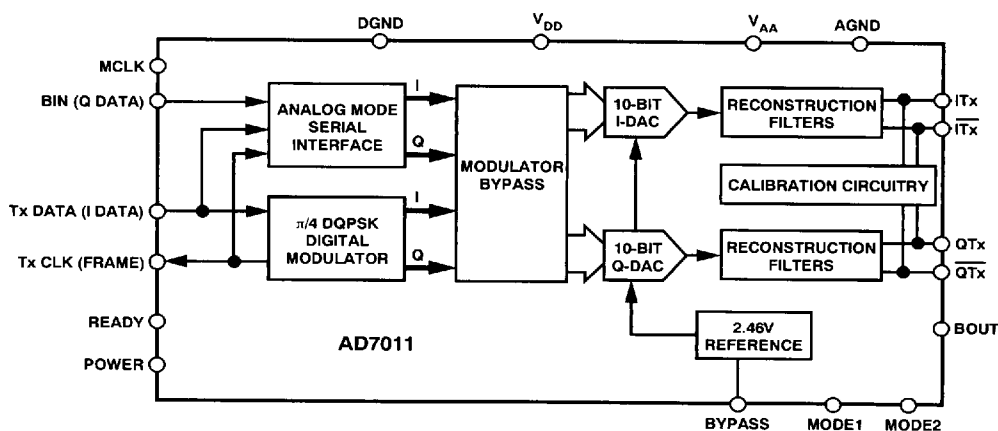 DGND
VDD
VAA
AGND
MCLK
BIN (Q DATA)
Tx DATA (I DATA)
Tx CLK (FRAME)
READY
POWER
ANALOG MODE
SERIAL
INTERFACE
π/4 DQPSK
DIGITAL
MODULATOR
I
Q
I
Q
MODULATOR
BYPASS
10-BIT
I-DAC
10-BIT
Q-DAC
RECONSTRUCTION
FILTERS
CALIBRATION CIRCUITRY
RECONSTRUCTION
FILTERS
2.46V
REFERENCE
AD7011
ITx
ITx
QTx
QTx
BOUT
BYPASS
MODE1
MODE2